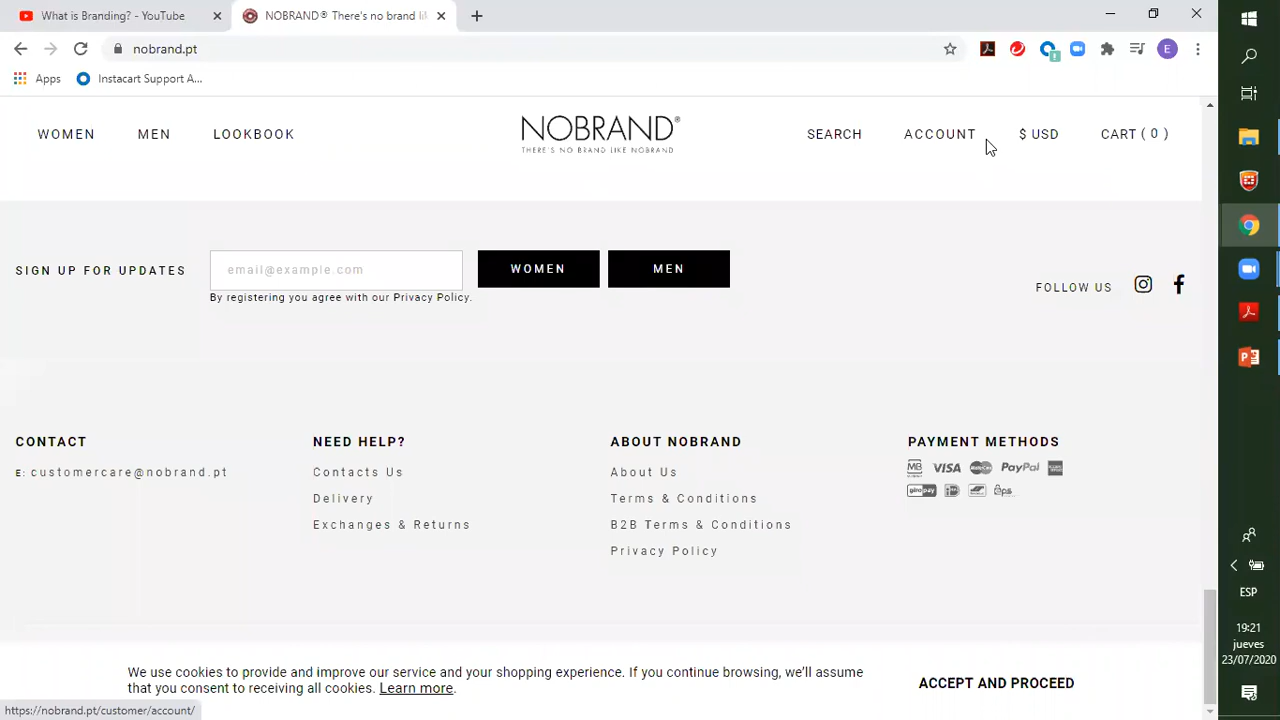 What is Branding? - YouTube
NOBRAND® There's no brand li
nobrand.pt
E
Apps
Instacart Support A...
WOMEN MEN LOOKBOOK
NOBRAND®
THERE'S NO BRAND LIKE NOBRAND
SEARCH ACCOUNT $ USD CART ( 0 )
SIGN UP FOR UPDATES
email@example.com
WOMEN
MEN
By registering you agree with our Privacy Policy.
FOLLOW US
CONTACT
E: customercare@nobrand.pt
NEED HELP?
Contacts Us
Delivery
Exchanges & Returns
ABOUT NOBRAND
About Us
Terms & Conditions
B2B Terms & Conditions
Privacy Policy
PAYMENT METHODS
MB VISA MasterCard PayPal
giropay iDEAL eps
We use cookies to provide and improve our service and your shopping experience. If you continue browsing, we'll assume
that you consent to receiving all cookies. Learn more.
ACCEPT AND PROCEED
https://nobrand.pt/customer/account/
ESP
19:21
jueves
23/07/2020